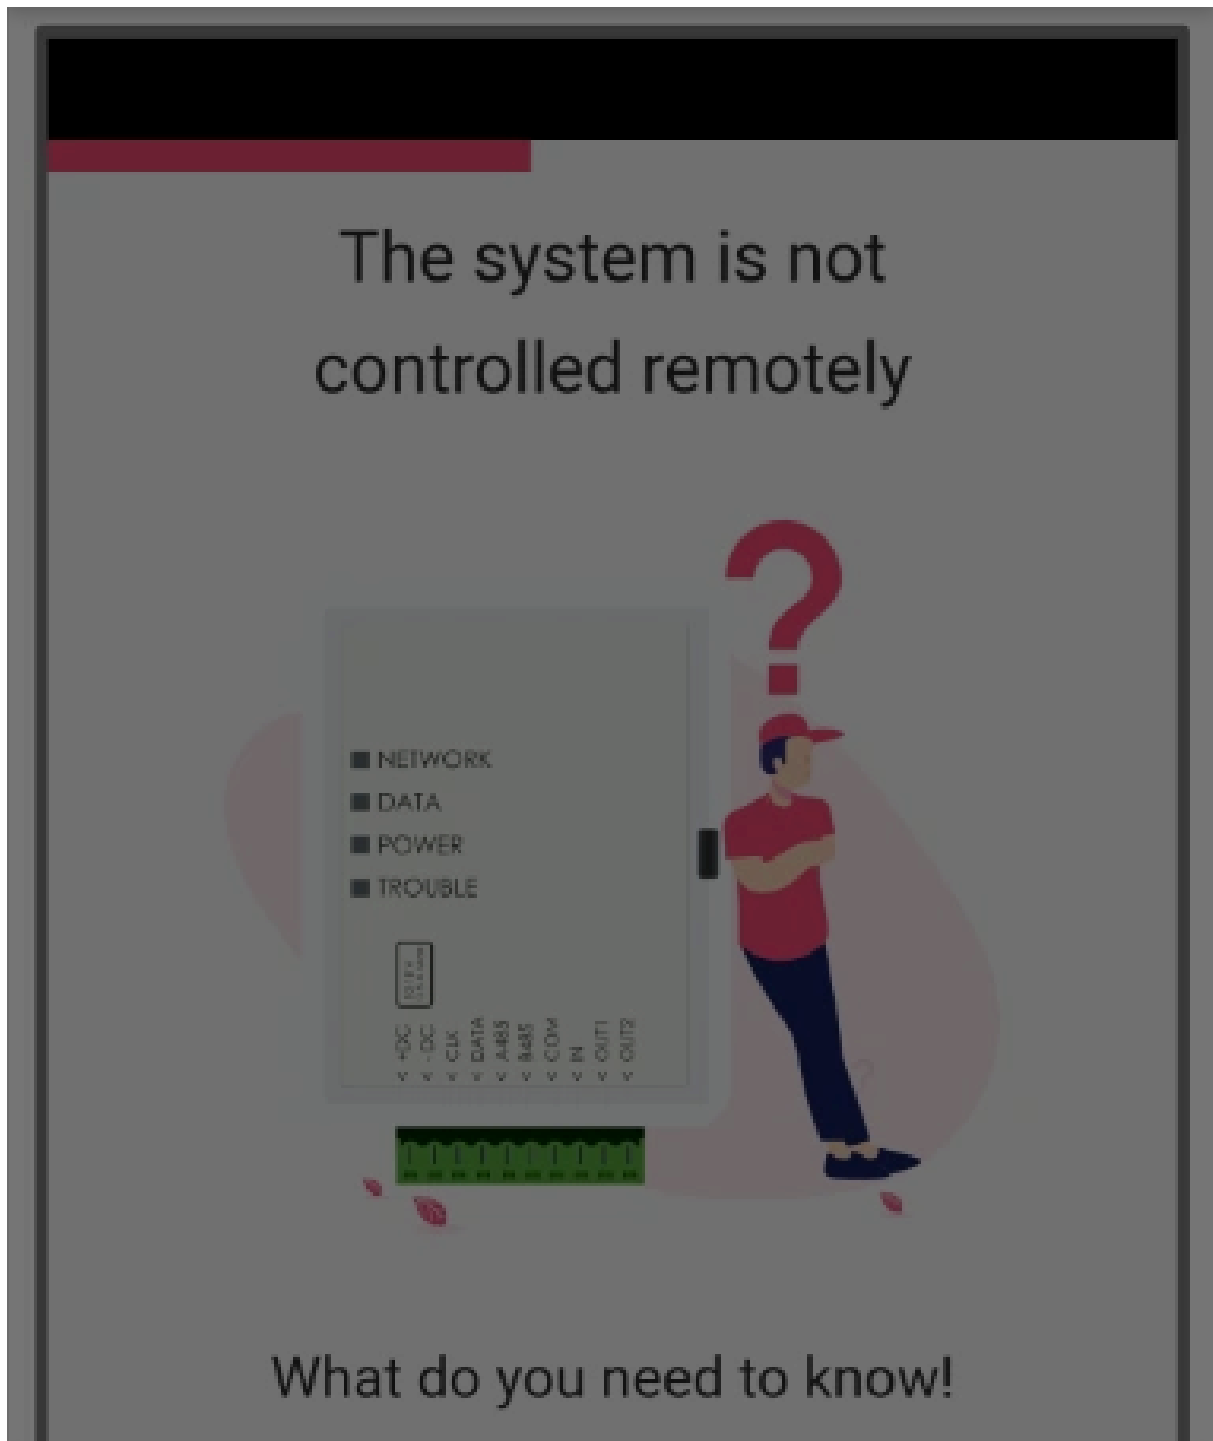 The system is not
controlled remotely
?
NETWORK
DATA
POWER
TROUBLE
+DC
-DC
CLK
DATA
A485
B485
COM
IN
OUT1
OUT2
?
What do you need to know!